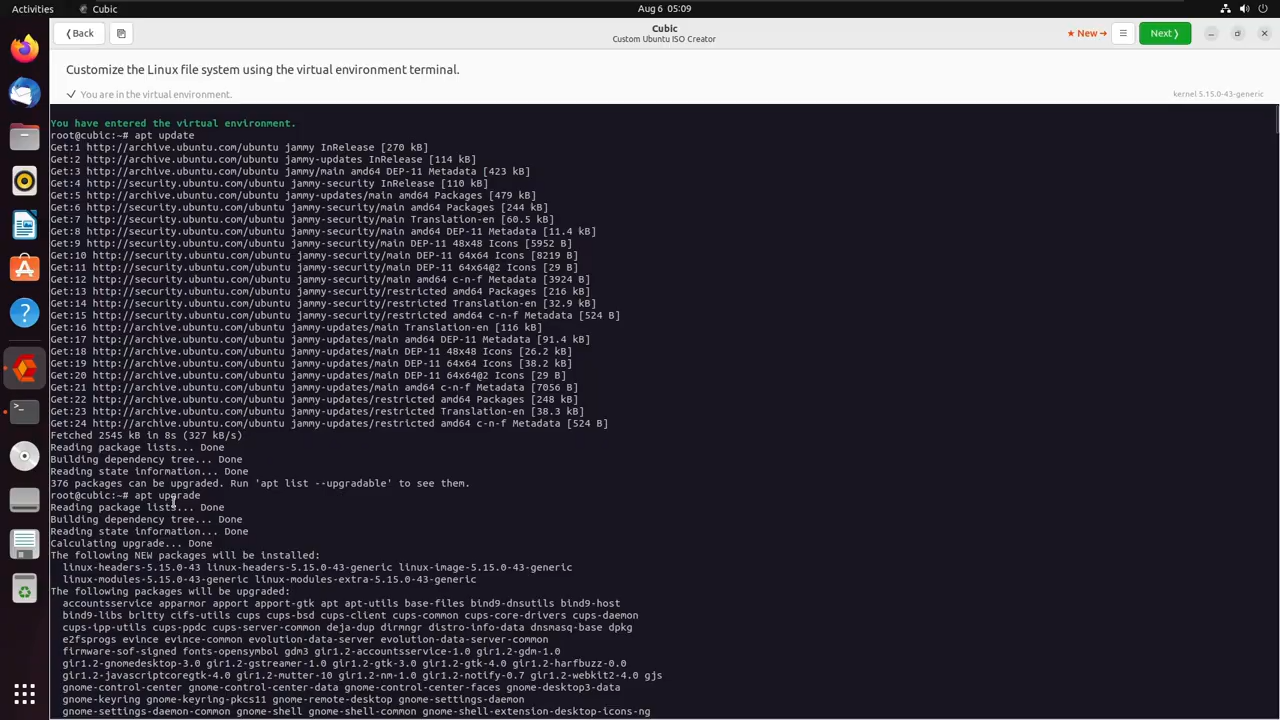 Activities
Cubic
Aug 6 05:09
Back
Cubic
Custom Ubuntu ISO Creator
★ New →
Next
Customize the Linux file system using the virtual environment terminal.
✓ You are in the virtual environment.
kernel 5.15.0-43-generic
You have entered the virtual environment.
root@cubic:~# apt update
Get:1 http://archive.ubuntu.com/ubuntu jammy InRelease [270 kB]
Get:2 http://archive.ubuntu.com/ubuntu jammy-updates InRelease [114 kB]
Get:3 http://archive.ubuntu.com/ubuntu jammy/main amd64 DEP-11 Metadata [423 kB]
Get:4 http://security.ubuntu.com/ubuntu jammy-security InRelease [110 kB]
Get:5 http://archive.ubuntu.com/ubuntu jammy-updates/main amd64 Packages [479 kB]
Get:6 http://security.ubuntu.com/ubuntu jammy-security/main amd64 Packages [244 kB]
Get:7 http://security.ubuntu.com/ubuntu jammy-security/main Translation-en [60.5 kB]
Get:8 http://security.ubuntu.com/ubuntu jammy-security/main amd64 DEP-11 Metadata [11.4 kB]
Get:9 http://security.ubuntu.com/ubuntu jammy-security/main DEP-11 48x48 Icons [5952 B]
Get:10 http://security.ubuntu.com/ubuntu jammy-security/main DEP-11 64x64 Icons [8219 B]
Get:11 http://security.ubuntu.com/ubuntu jammy-security/main DEP-11 64x64@2 Icons [29 B]
Get:12 http://security.ubuntu.com/ubuntu jammy-security/main amd64 c-n-f Metadata [3924 B]
Get:13 http://security.ubuntu.com/ubuntu jammy-security/restricted amd64 Packages [216 kB]
Get:14 http://security.ubuntu.com/ubuntu jammy-security/restricted Translation-en [32.9 kB]
Get:15 http://security.ubuntu.com/ubuntu jammy-security/restricted amd64 c-n-f Metadata [524 B]
Get:16 http://archive.ubuntu.com/ubuntu jammy-updates/main Translation-en [116 kB]
Get:17 http://archive.ubuntu.com/ubuntu jammy-updates/main amd64 DEP-11 Metadata [91.4 kB]
Get:18 http://archive.ubuntu.com/ubuntu jammy-updates/main DEP-11 48x48 Icons [26.2 kB]
Get:19 http://archive.ubuntu.com/ubuntu jammy-updates/main DEP-11 64x64 Icons [38.2 kB]
Get:20 http://archive.ubuntu.com/ubuntu jammy-updates/main DEP-11 64x64@2 Icons [29 B]
Get:21 http://archive.ubuntu.com/ubuntu jammy-updates/main amd64 c-n-f Metadata [7056 B]
Get:22 http://archive.ubuntu.com/ubuntu jammy-updates/restricted amd64 Packages [248 kB]
Get:23 http://archive.ubuntu.com/ubuntu jammy-updates/restricted Translation-en [38.3 kB]
Get:24 http://archive.ubuntu.com/ubuntu jammy-updates/restricted amd64 c-n-f Metadata [524 B]
Fetched 2545 kB in 8s (327 kB/s)
Reading package lists... Done
Building dependency tree... Done
Reading state information... Done
376 packages can be upgraded. Run 'apt list --upgradable' to see them.
root@cubic:~# apt upgrade
Reading package lists... Done
Building dependency tree... Done
Reading state information... Done
Calculating upgrade... Done
The following NEW packages will be installed:
linux-headers-5.15.0-43 linux-headers-5.15.0-43-generic linux-image-5.15.0-43-generic
linux-modules-5.15.0-43-generic linux-modules-extra-5.15.0-43-generic
The following packages will be upgraded:
accountsservice apparmor apport apport-gtk apt apt-utils base-files bind9-dnsutils bind9-host
bind9-libs brltty cifs-utils cups cups-bsd cups-client cups-common cups-core-drivers cups-daemon
cups-ipp-utils cups-ppdc cups-server-common deja-dup dirmngr distro-info-data dnsmasq-base dpkg
e2fsprogs evince evince-common evolution-data-server evolution-data-server-common
firmware-sof-signed fonts-opensymbol gdm3 gir1.2-accountsservice-1.0 gir1.2-gdm-1.0
gir1.2-gnomedesktop-3.0 gir1.2-gstreamer-1.0 gir1.2-gtk-3.0 gir1.2-gtk-4.0 gir1.2-harfbuzz-0.0
gir1.2-javascriptcoregtk-4.0 gir1.2-mutter-10 gir1.2-nm-1.0 gir1.2-notify-0.7 gir1.2-webkit2-4.0 gjs
gnome-control-center gnome-control-center-data gnome-control-center-faces gnome-desktop3-data
gnome-keyring gnome-keyring-pkcs11 gnome-remote-desktop gnome-settings-daemon
gnome-settings-daemon-common gnome-shell gnome-shell-common gnome-shell-extension-desktop-icons-ng